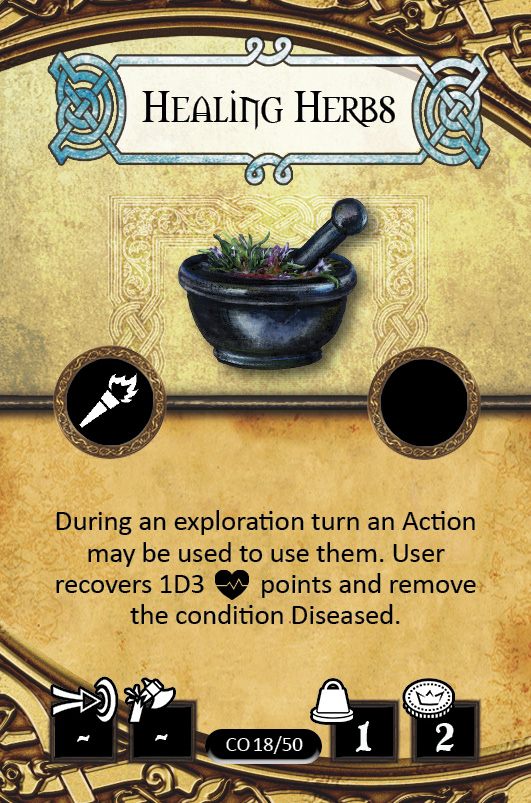 Healing Herbs
During an exploration turn an Action
may be used to use them. User
recovers 1D3 points and remove
the condition Diseased.
~ ~ CO 18/50 1 2